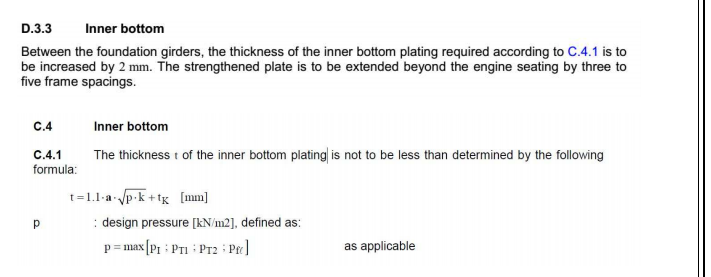 D.3.3 Inner bottom
Between the foundation girders, the thickness of the inner bottom plating required according to C.4.1 is to
be increased by 2 mm. The strengthened plate is to be extended beyond the engine seating by three to
five frame spacings.
C.4 Inner bottom
C.4.1 The thickness t of the inner bottom plating is not to be less than determined by the following
formula:
t = 1.1·a·√p·k + tK [mm]
p : design pressure [kN/m2], defined as:
p = max[pI ; pT1 ; pT2 ; pfr] as applicable